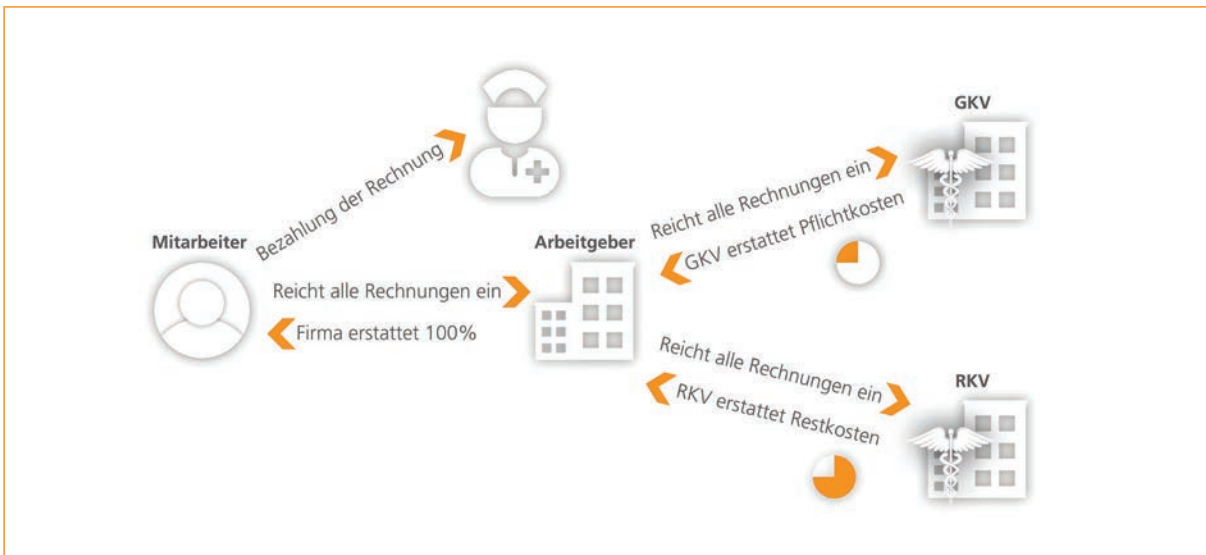 GKV
Bezahlung der Rechnung
Reicht alle Rechnungen ein
GKV erstattet Pflichtkosten
Mitarbeiter
Arbeitgeber
Reicht alle Rechnungen ein
Firma erstattet 100%
Reicht alle Rechnungen ein
RKV erstattet Restkosten
RKV